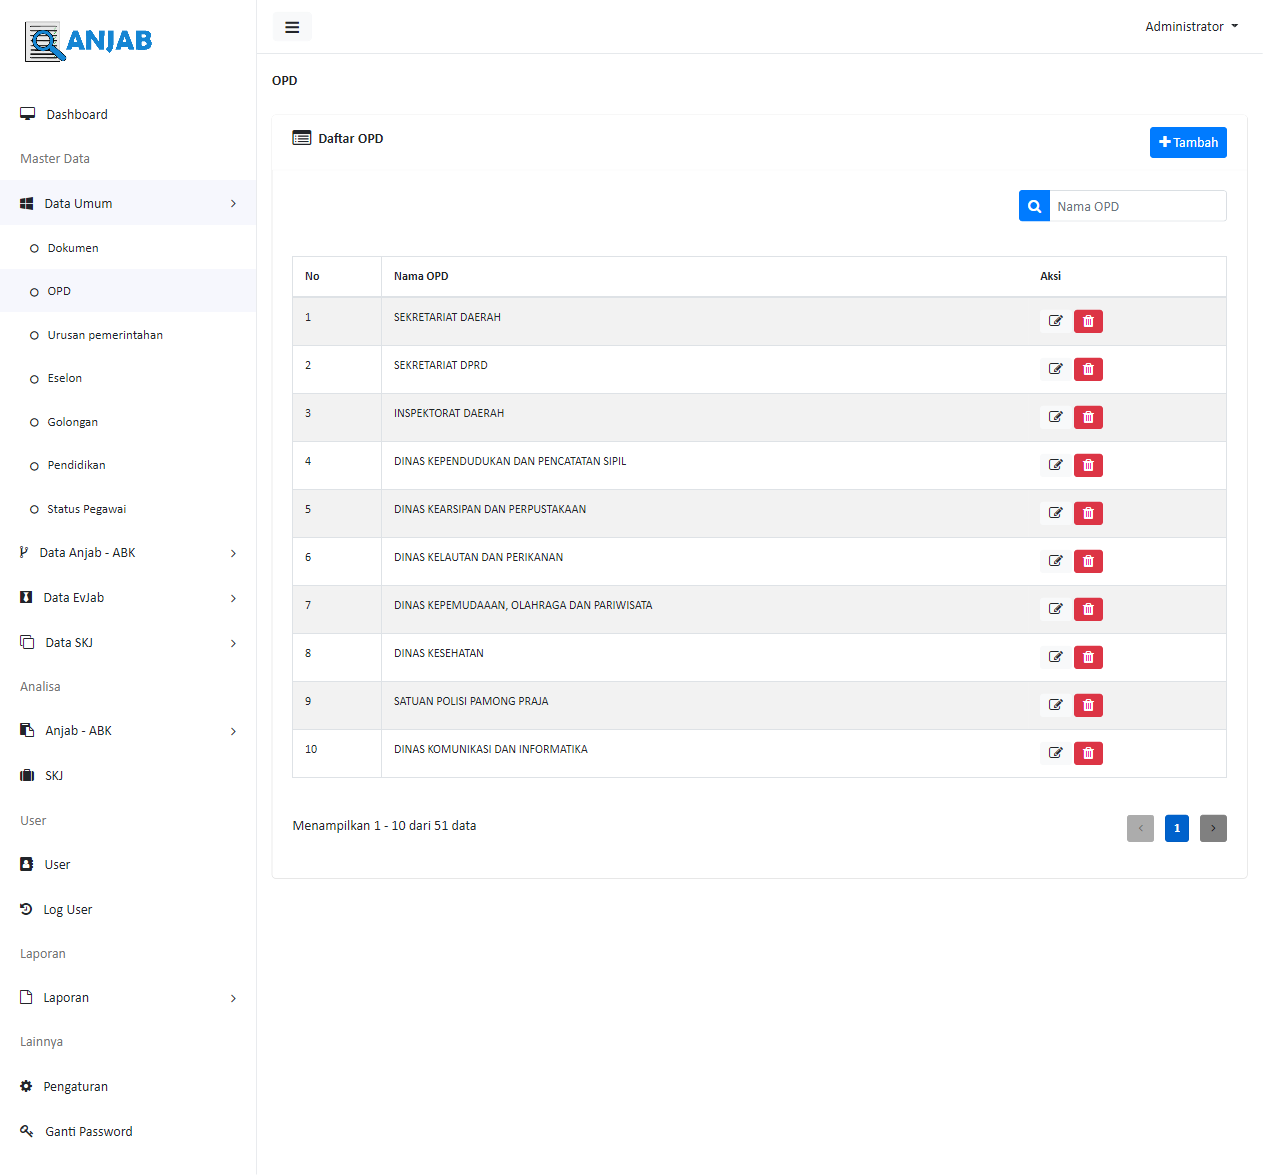 ANJAB
Administrator
OPD
Dashboard
Master Data
Data Umum
Dokumen
OPD
Urusan pemerintahan
Eselon
Golongan
Pendidikan
Status Pegawai
Data Anjab - ABK
Data EvJab
Data SKJ
Analisa
Anjab - ABK
SKJ
User
User
Log User
Laporan
Laporan
Lainnya
Pengaturan
Ganti Password
Daftar OPD
Tambah
Nama OPD
No Nama OPD Aksi
1 SEKRETARIAT DAERAH
2 SEKRETARIAT DPRD
3 INSPEKTORAT DAERAH
4 DINAS KEPENDUDUKAN DAN PENCATATAN SIPIL
5 DINAS KEARSIPAN DAN PERPUSTAKAAN
6 DINAS KELAUTAN DAN PERIKANAN
7 DINAS KEPEMUDAAAN, OLAHRAGA DAN PARIWISATA
8 DINAS KESEHATAN
9 SATUAN POLISI PAMONG PRAJA
10 DINAS KOMUNIKASI DAN INFORMATIKA
Menampilkan 1 - 10 dari 51 data
< 1 >